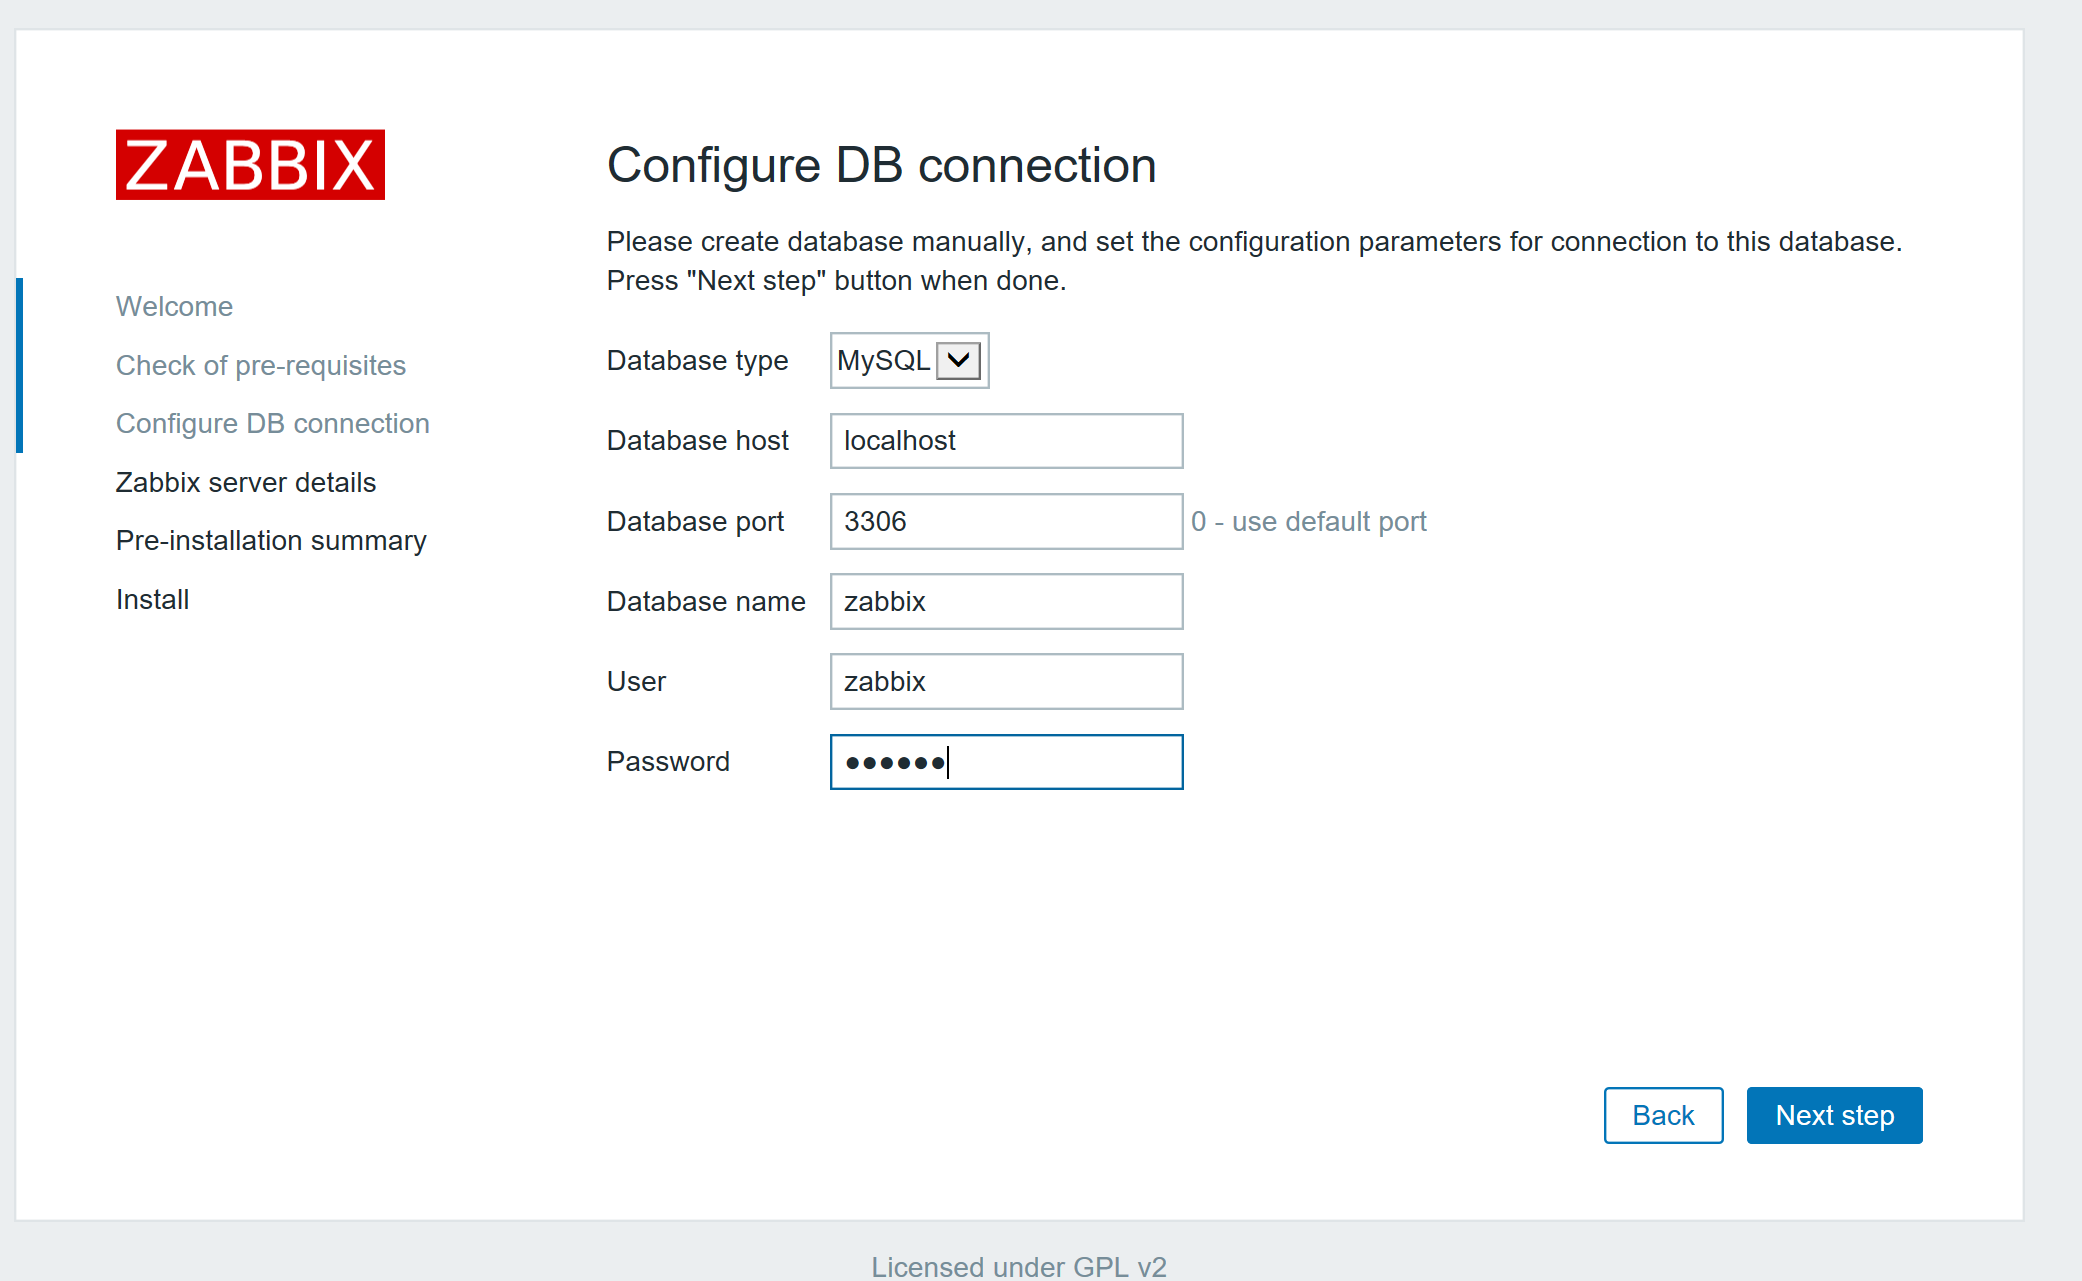 ZABBIX
Welcome
Check of pre-requisites
Configure DB connection
Zabbix server details
Pre-installation summary
Install
Configure DB connection
Please create database manually, and set the configuration parameters for connection to this database.
Press "Next step" button when done.
Database type MySQL
Database host localhost
Database port 3306 0 - use default port
Database name zabbix
User zabbix
Password ••••••
Back Next step
Licensed under GPL v2